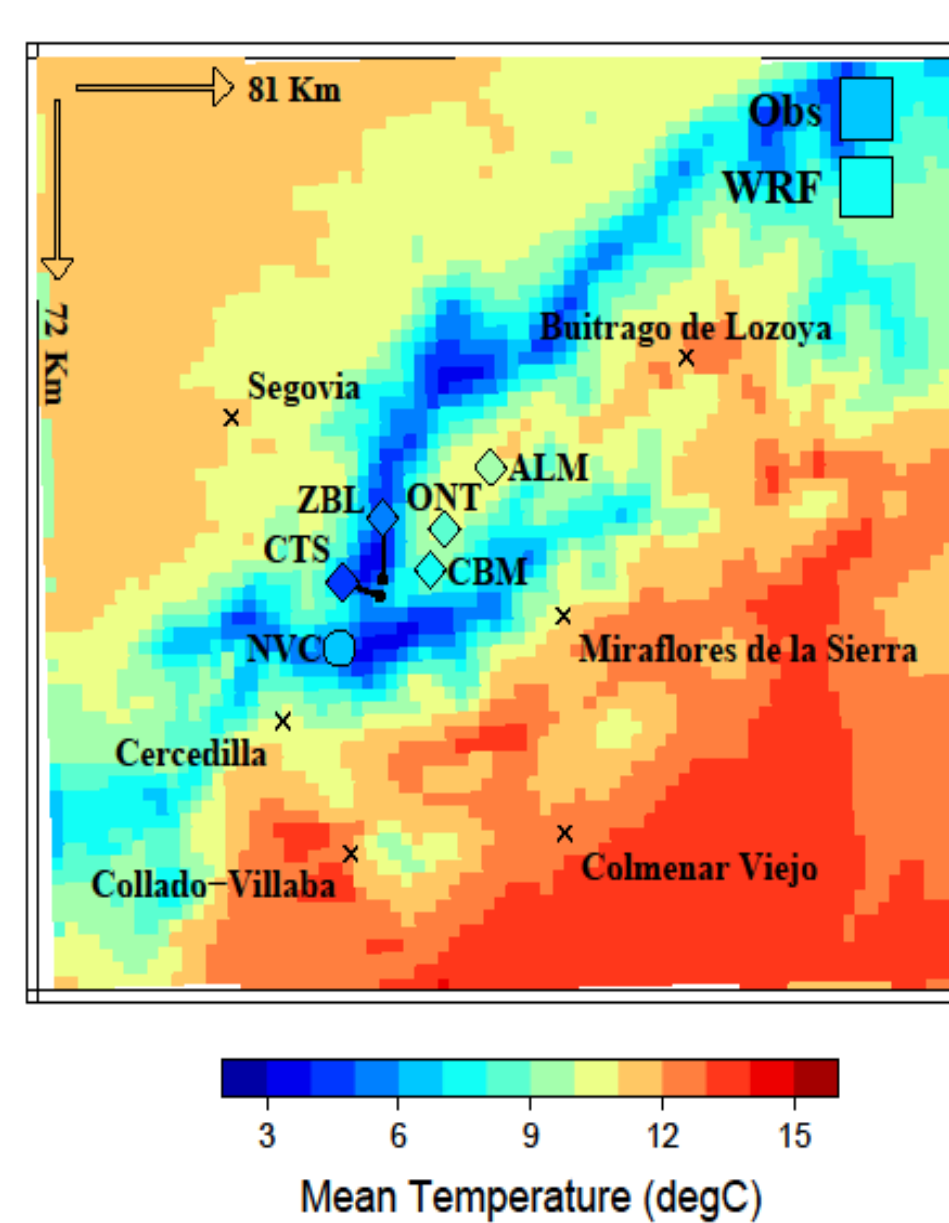 81 Km
Obs
WRF
72 Km
Buitrago de Lozoya
Segovia
ALM
ZBL
ONT
CTS
CBM
NVC
Miraflores de la Sierra
Cercedilla
Colmenar Viejo
Collado-Villaba
3 6 9 12 15
Mean Temperature (degC)